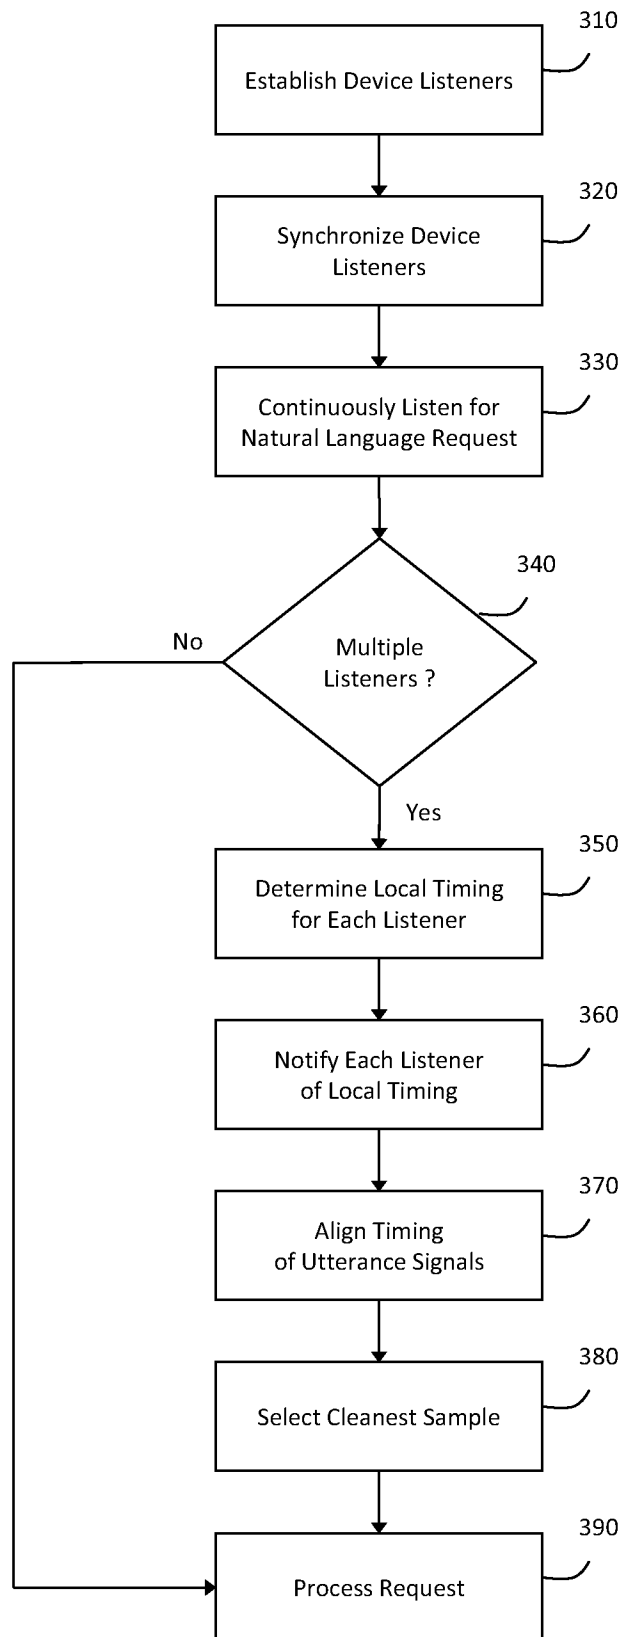 310
Establish Device Listeners
320
Synchronize Device
Listeners
330
Continuously Listen for
Natural Language Request
340
Multiple
Listeners ?
No
Yes
350
Determine Local Timing
for Each Listener
360
Notify Each Listener
of Local Timing
370
Align Timing
of Utterance Signals
380
Select Cleanest Sample
390
Process Request